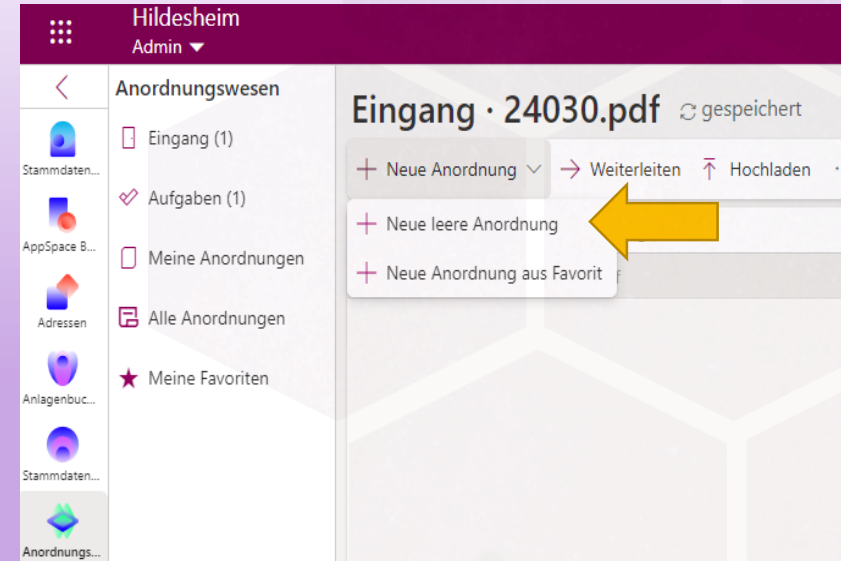 Hildesheim
Admin
Anordnungswesen
Eingang (1)
Aufgaben (1)
Meine Anordnungen
Alle Anordnungen
Meine Favoriten
Stammdaten...
AppSpace B...
Adressen
Anlagenbuc...
Stammdaten...
Anordnungs...
Eingang · 24030.pdf gespeichert
Neue Anordnung Weiterleiten Hochladen
Neue leere Anordnung
Neue Anordnung aus Favorit